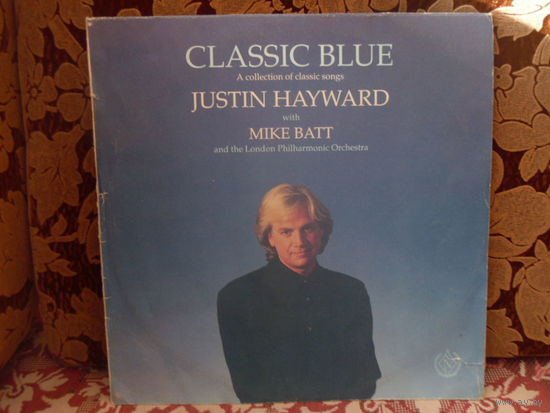 CLASSIC BLUE
A collection of classic songs
JUSTIN HAYWARD
with
MIKE BATT
and the London Philharmonic Orchestra